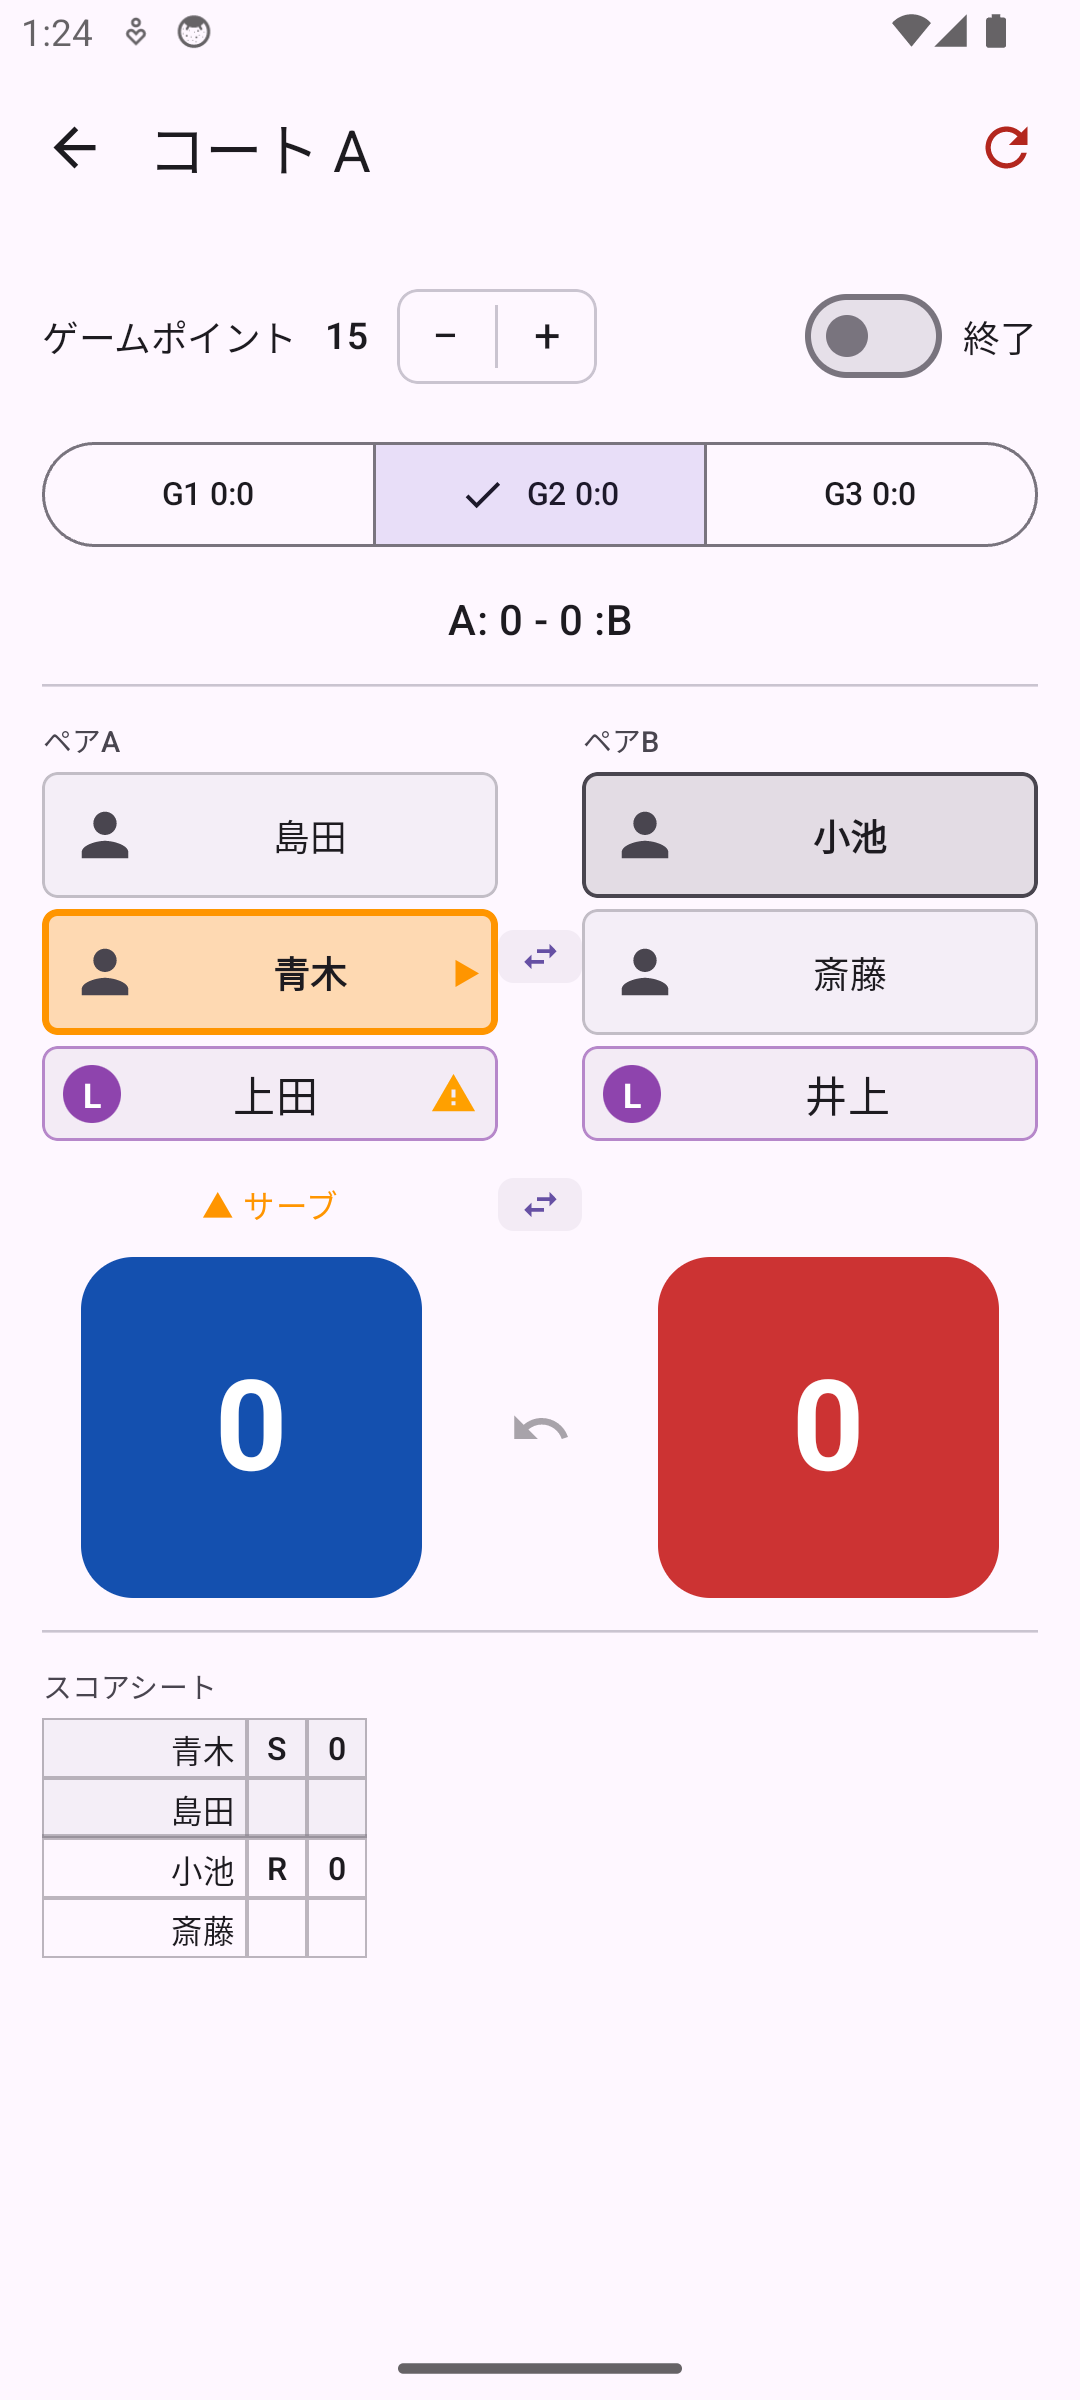 1:24
コート A
ゲームポイント 15 − + 終了
G1 0:0 G2 0:0 G3 0:0
A: 0 - 0 :B
ペアA ペアB
島田 小池
青木 斎藤
L 上田 L 井上
サーブ
0 0
スコアシート
青木 S 0
島田
小池 R 0
斎藤